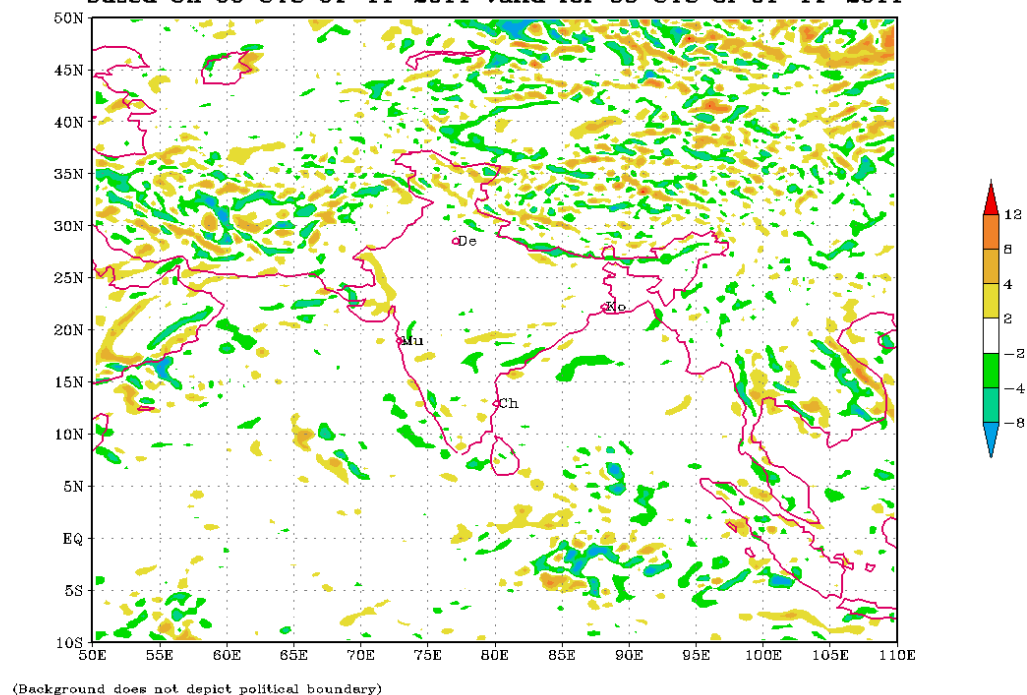 50N
45N
40N
35N
30N
25N
20N
15N
10N
5N
EQ
5S
10S
50E 55E 60E 65E 70E 75E 80E 85E 90E 95E 100E 105E 110E
De
Ko
Mu
Ch
12
8
4
2
-2
-4
-8
(Background does not depict political boundary)